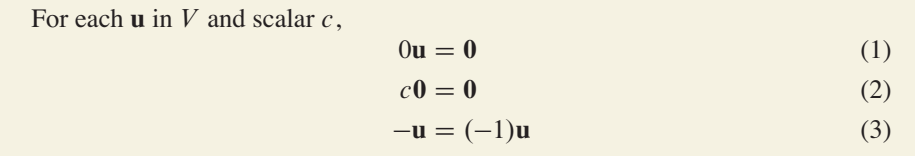 For each u in V and scalar c,
0u = 0 (1)
c0 = 0 (2)
−u = (−1)u (3)